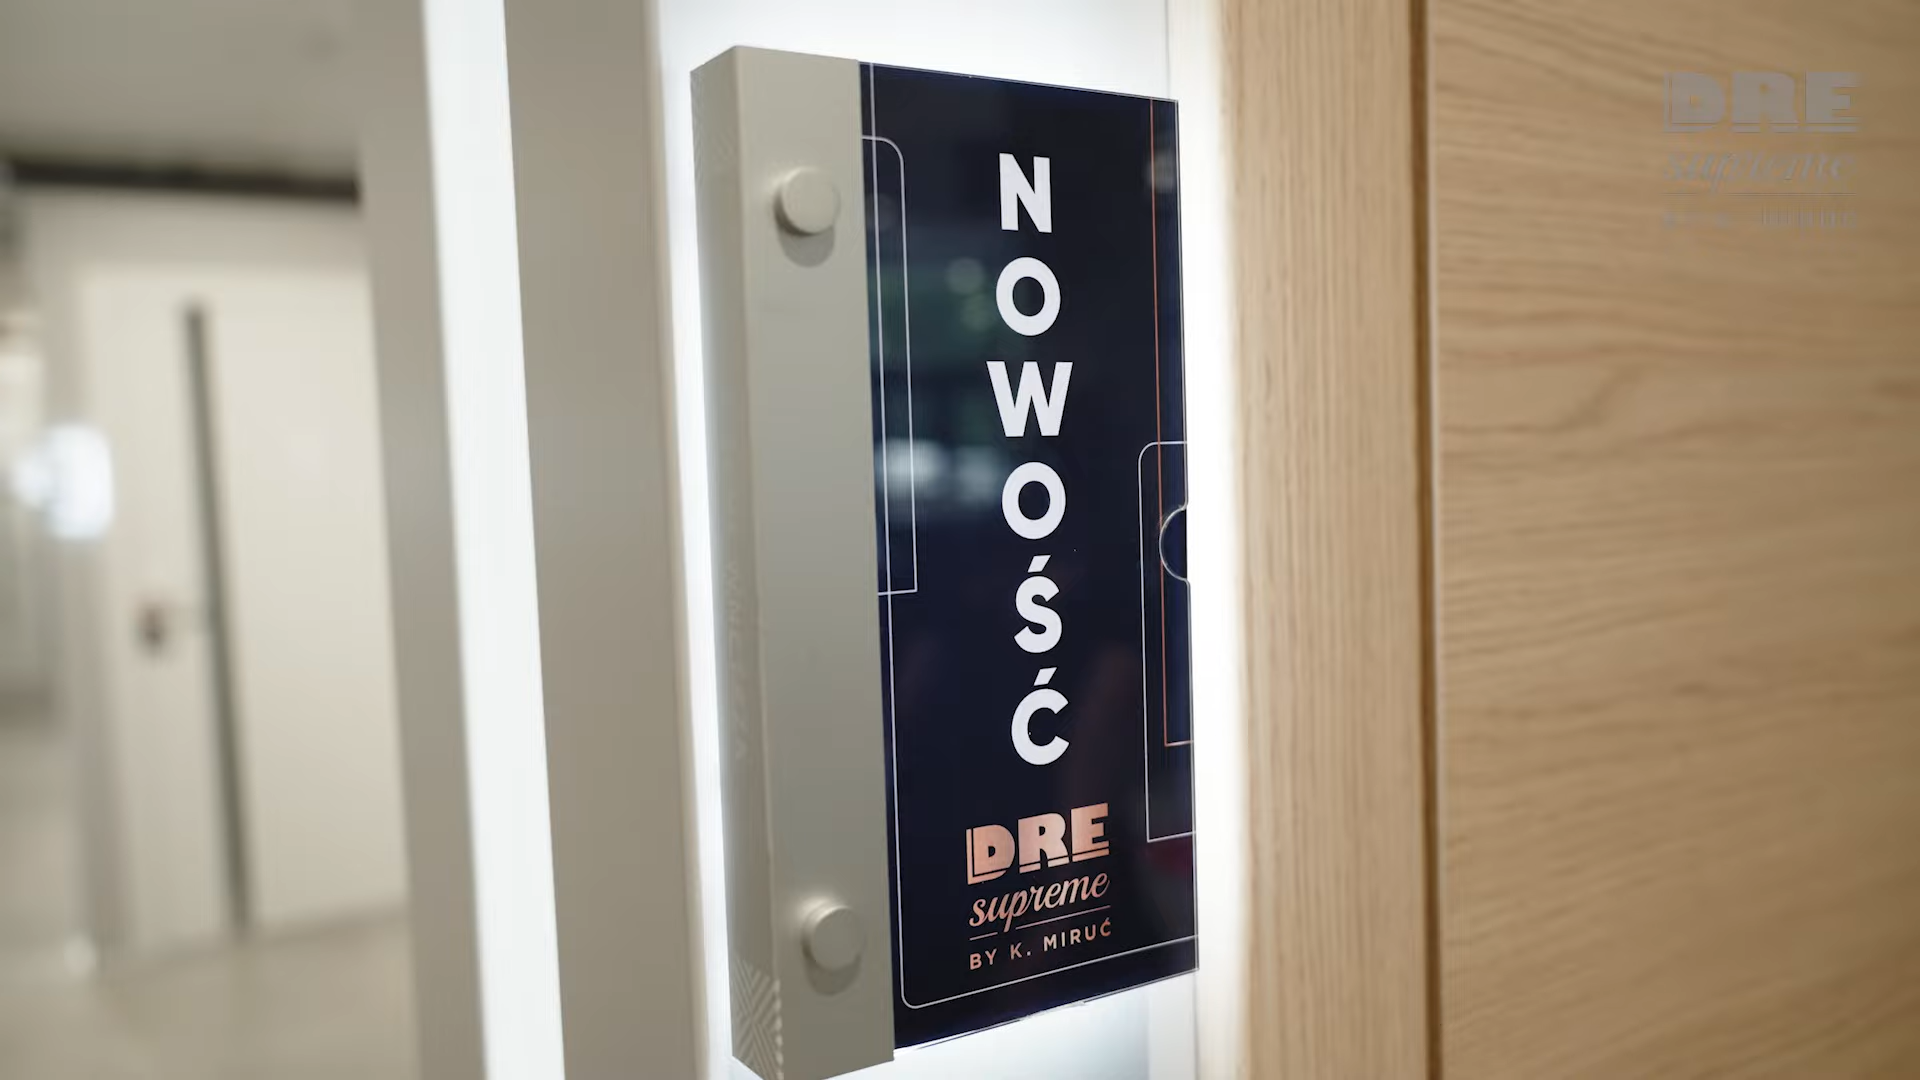 NOWOŚĆ
DRE
supreme
BY K. MIRUĆ
DRE
supreme